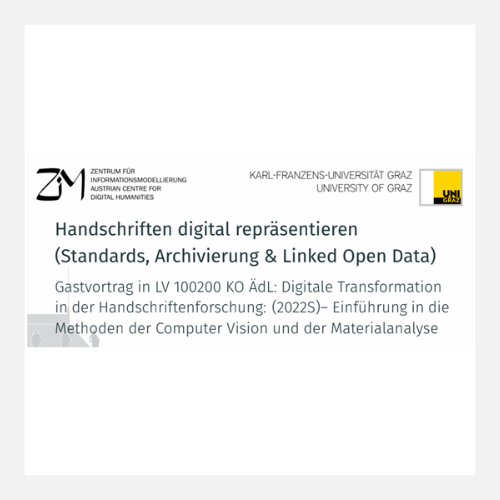 ZiM
ZENTRUM FÜR
INFORMATIONSMODELLIERUNG
AUSTRIAN CENTRE FOR
DIGITAL HUMANITIES
KARL-FRANZENS-UNIVERSITÄT GRAZ
UNIVERSITY OF GRAZ
UNI
GRAZ
Handschriften digital repräsentieren
(Standards, Archivierung & Linked Open Data)
Gastvortrag in LV 100200 KO ÄdL: Digitale Transformation
in der Handschriftenforschung: (2022S)– Einführung in die
Methoden der Computer Vision und der Materialanalyse